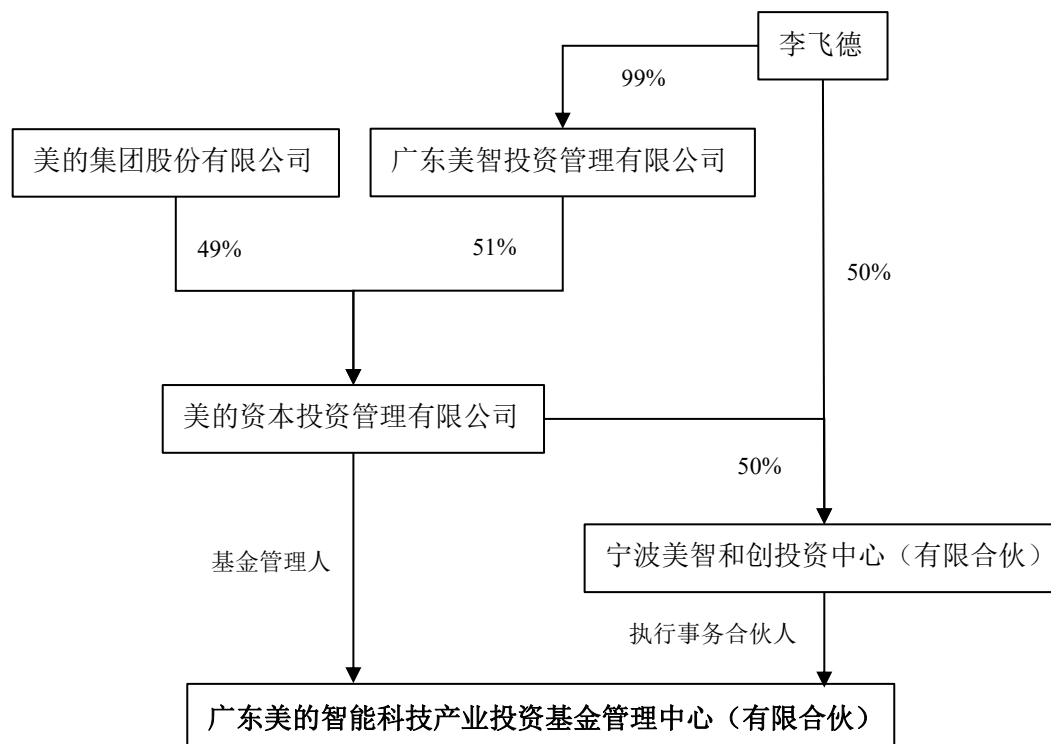 李飞德
99%
美的集团股份有限公司
广东美智投资管理有限公司
49%
51%
50%
美的资本投资管理有限公司
50%
宁波美智和创投资中心（有限合伙）
基金管理人
执行事务合伙人
广东美的智能科技产业投资基金管理中心（有限合伙）